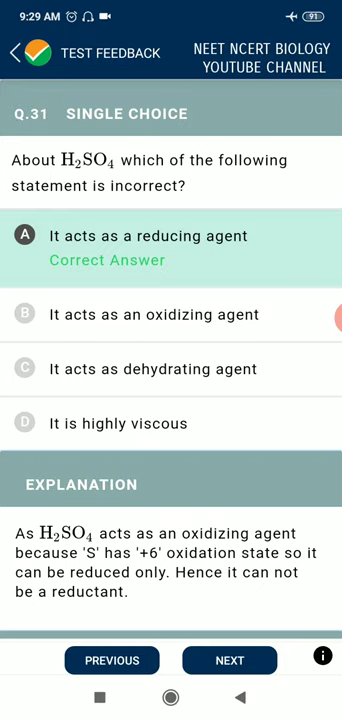 9:29 AM
91
TEST FEEDBACK
NEET NCERT BIOLOGY
YOUTUBE CHANNEL
Q.31 SINGLE CHOICE
About H₂SO₄ which of the following
statement is incorrect?
A It acts as a reducing agent
Correct Answer
B It acts as an oxidizing agent
C It acts as dehydrating agent
D It is highly viscous
EXPLANATION
As H₂SO₄ acts as an oxidizing agent
because 'S' has '+6' oxidation state so it
can be reduced only. Hence it can not
be a reductant.
PREVIOUS
NEXT
i